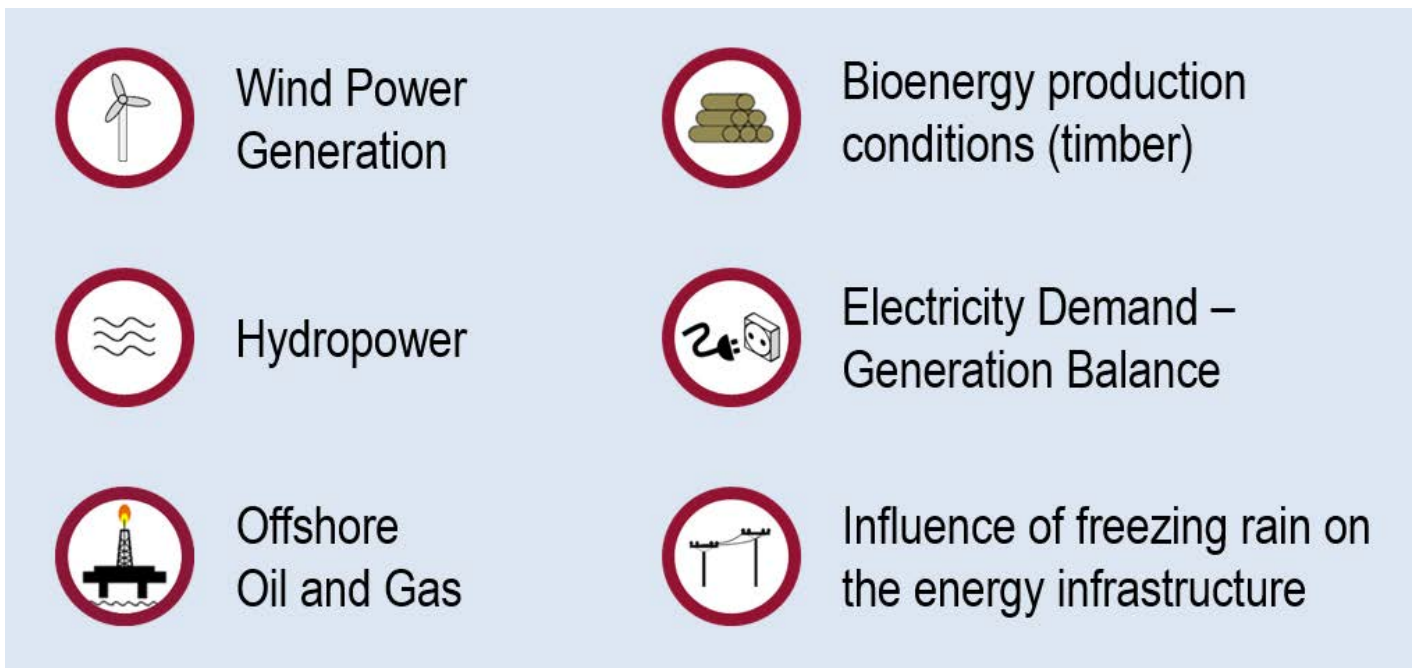 Wind Power
Generation
Bioenergy production
conditions (timber)
Hydropower
Electricity Demand –
Generation Balance
Offshore
Oil and Gas
Influence of freezing rain on
the energy infrastructure